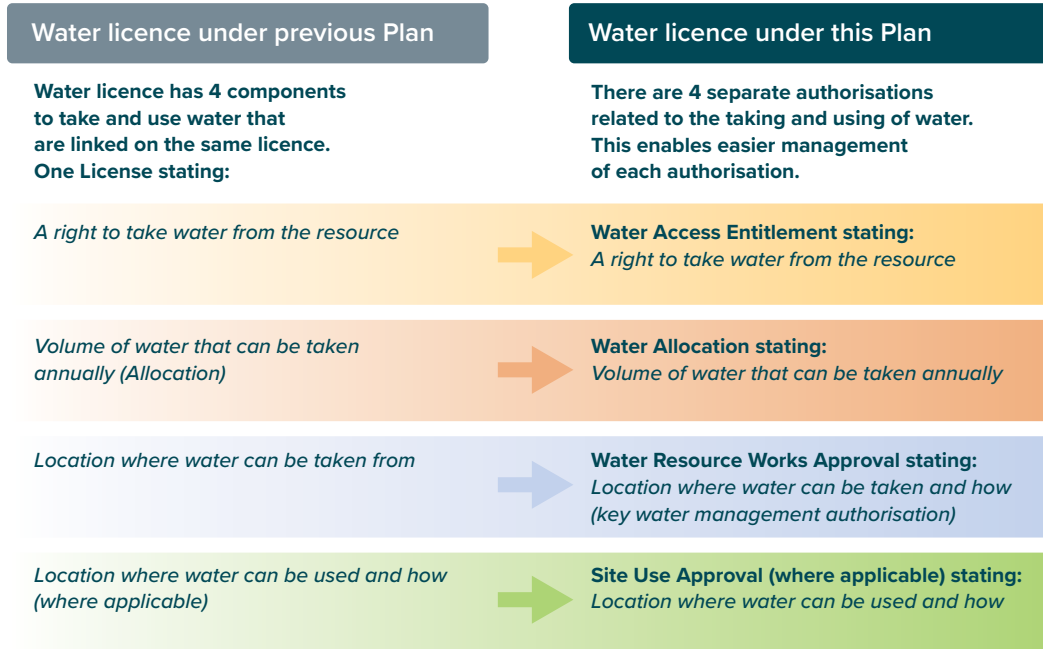 Water licence under previous Plan
Water licence under this Plan
Water licence has 4 components
to take and use water that
are linked on the same licence.
One License stating:
There are 4 separate authorisations
related to the taking and using of water.
This enables easier management
of each authorisation.
A right to take water from the resource
Water Access Entitlement stating:
A right to take water from the resource
Volume of water that can be taken
annually (Allocation)
Water Allocation stating:
Volume of water that can be taken annually
Location where water can be taken from
Water Resource Works Approval stating:
Location where water can be taken and how
(key water management authorisation)
Location where water can be used and how
(where applicable)
Site Use Approval (where applicable) stating:
Location where water can be used and how